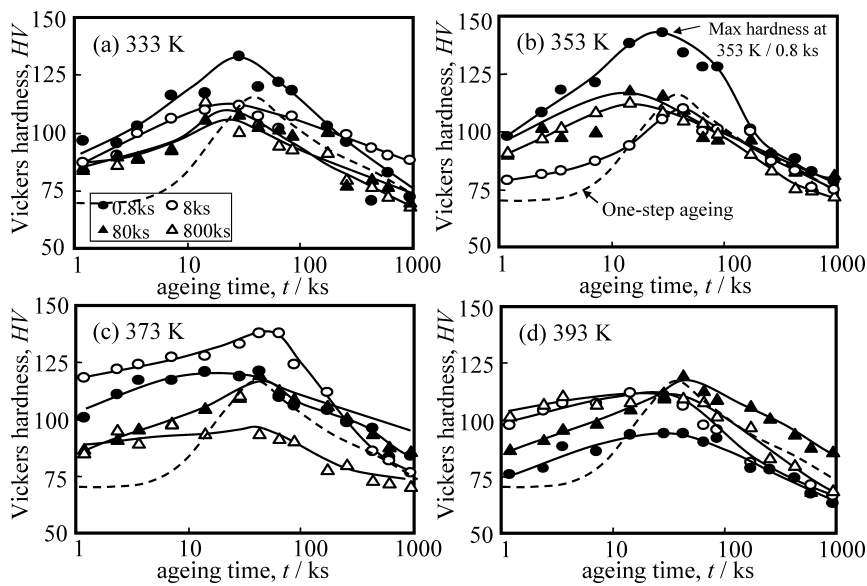 (a) 333 K
Vickers hardness, HV
150
125
100
75
50
0.8ks
8ks
80ks
800ks
1
10
100
1000
ageing time, t / ks
(b) 353 K
Vickers hardness, HV
150
125
100
75
50
Max hardness at
353 K / 0.8 ks
One-step ageing
1
10
100
1000
ageing time, t / ks
(c) 373 K
Vickers hardness, HV
150
125
100
75
50
1
10
100
1000
ageing time, t / ks
(d) 393 K
Vickers hardness, HV
150
125
100
75
50
1
10
100
1000
ageing time, t / ks